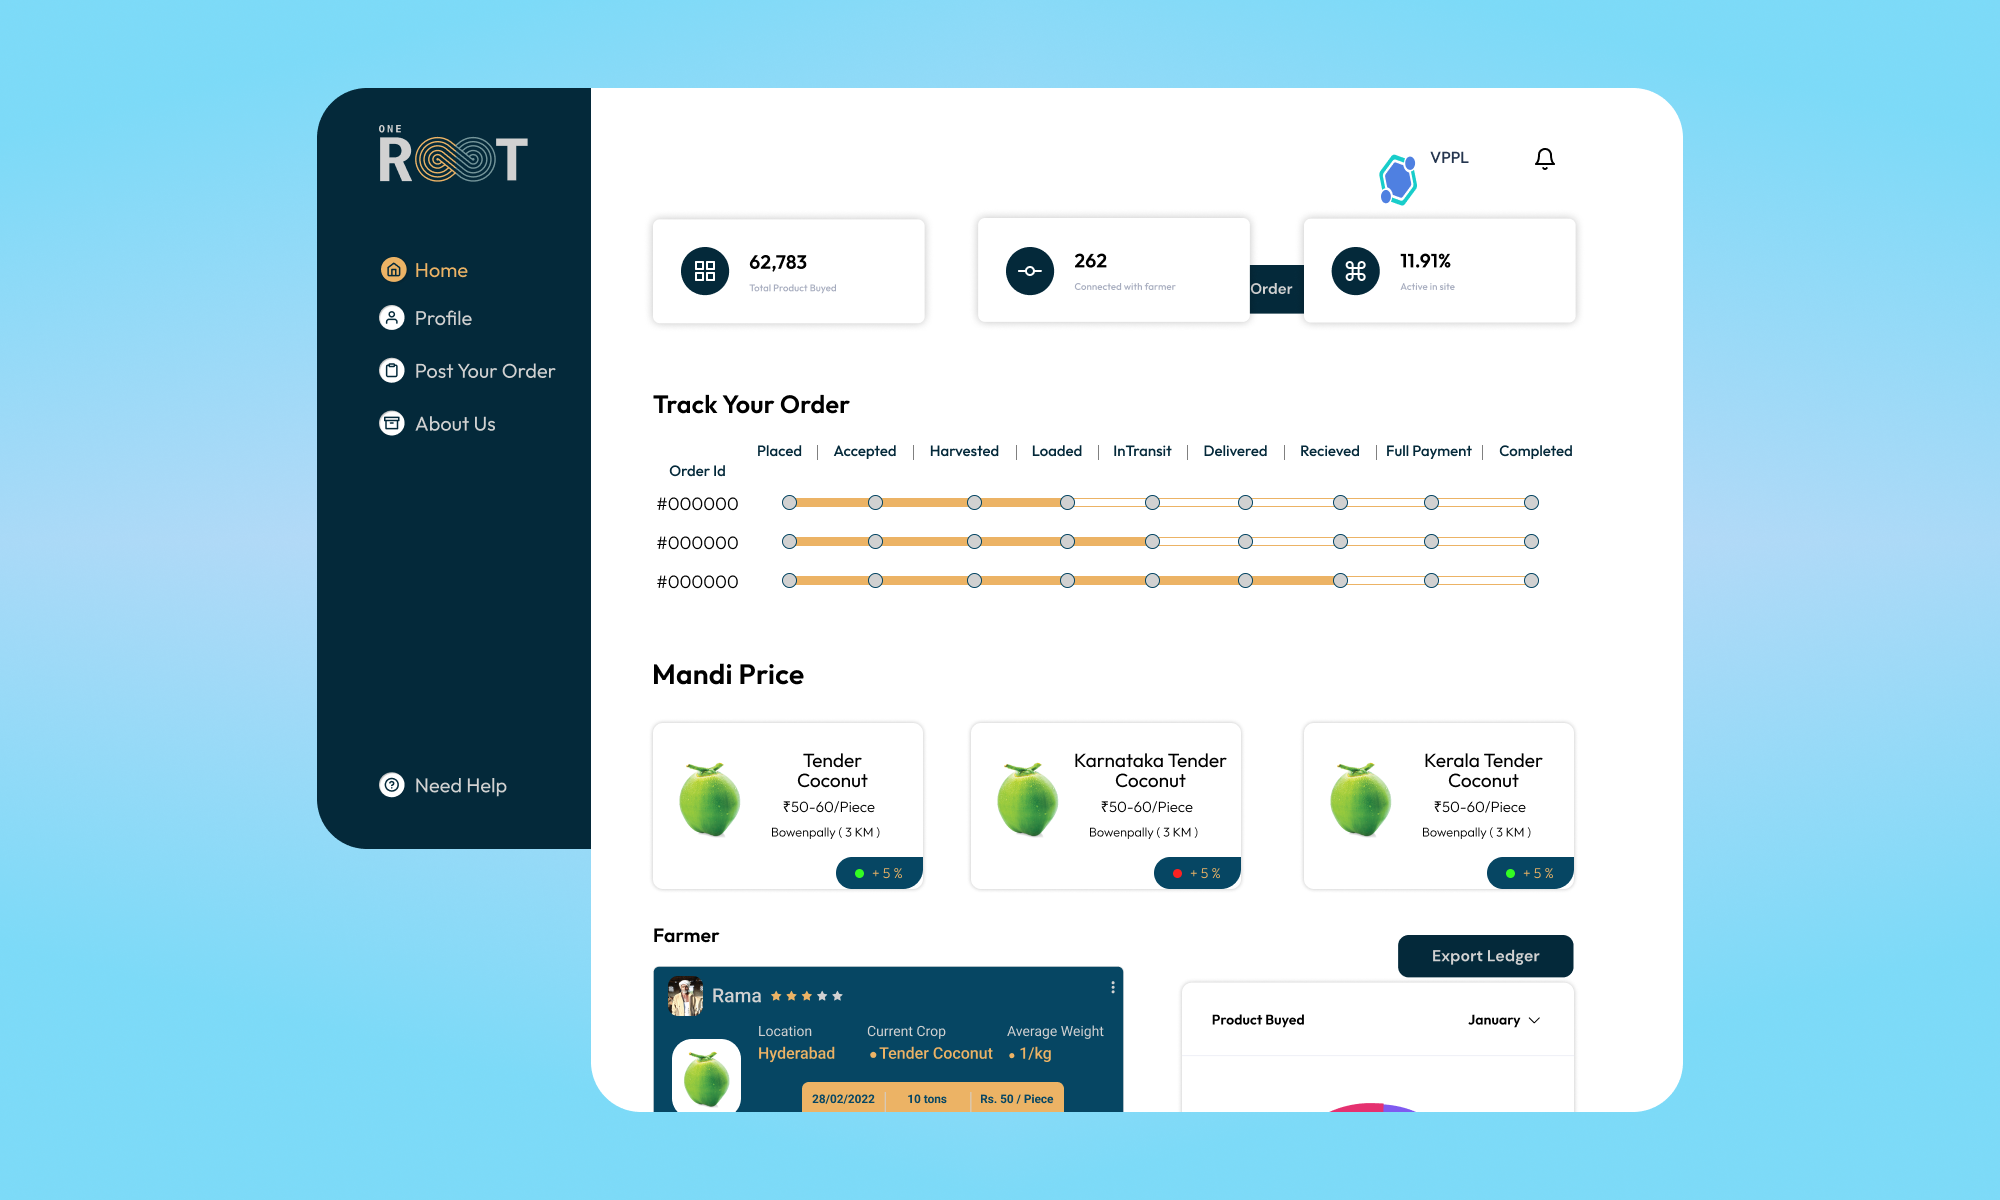 ONE
ROOT
Home
Profile
Post Your Order
About Us
Need Help
VPPL
62,783
Total Product Buyed
262
Connected with farmer
Order
11.91%
Active in site
Track Your Order
Placed | Accepted | Harvested | Loaded | InTransit | Delivered | Recieved | Full Payment | Completed
Order Id
#000000
#000000
#000000
Mandi Price
Tender
Coconut
₹50-60/Piece
Bowenpally ( 3 KM )
+ 5 %
Karnataka Tender
Coconut
₹50-60/Piece
Bowenpally ( 3 KM )
+ 5 %
Kerala Tender
Coconut
₹50-60/Piece
Bowenpally ( 3 KM )
+ 5 %
Farmer
Rama
Location Current Crop Average Weight
Hyderabad Tender Coconut 1/kg
28/02/2022 10 tons Rs. 50 / Piece
Export Ledger
Product Buyed January